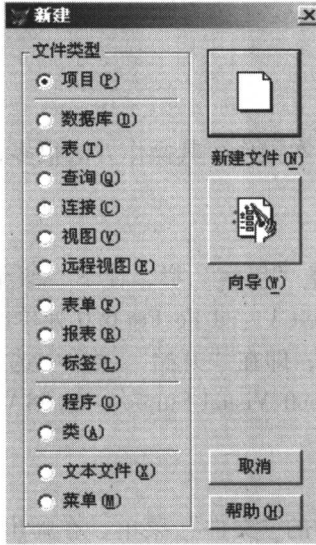 新建
文件类型
项目(P)
数据库(D)
表(T)
查询(Q)
连接(C)
视图(V)
远程视图(E)
表单(F)
报表(R)
标签(L)
程序(O)
类(A)
文本文件(X)
菜单(M)
新建文件(N)
向导(W)
取消
帮助(H)